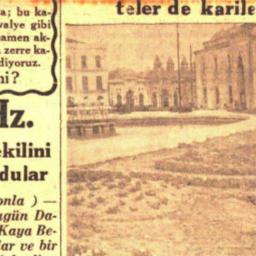 teler de karile
a; bu ka-
valye gibi
amen ak-
a zerre ka-
diyoruz.
ni?
Hz.
ekilini
dular
onla ) —
ugün Da-
Kaya Be-
lar ve bir